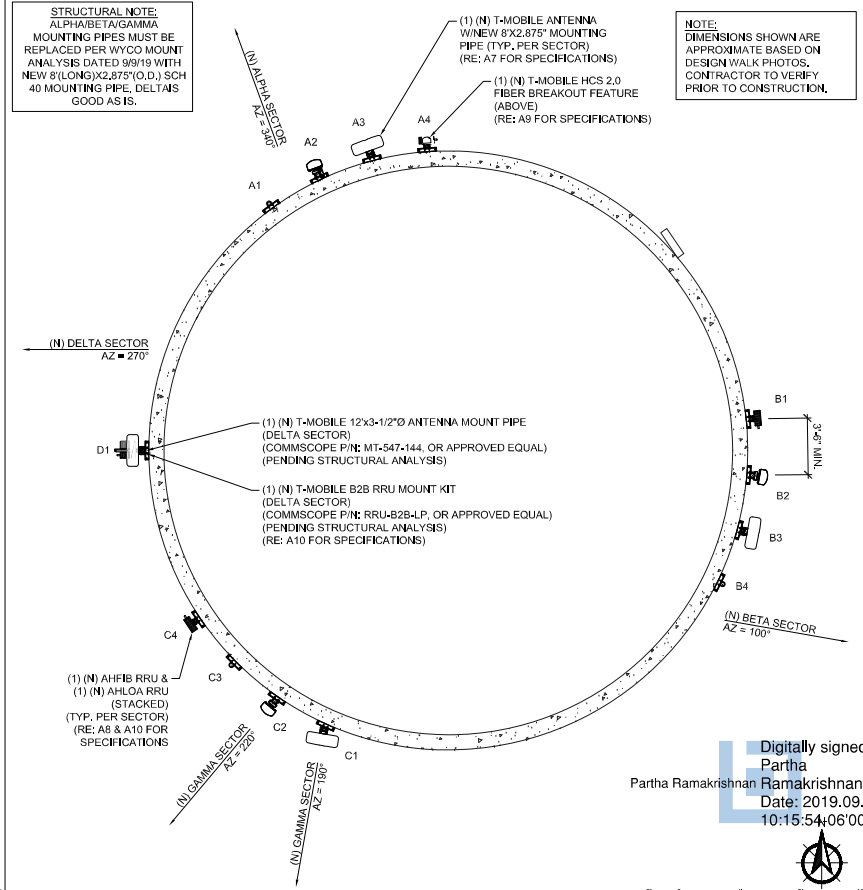 STRUCTURAL NOTE:
ALPHA/BETA/GAMMA
MOUNTING PIPES MUST BE
REPLACED PER WYCO MOUNT
ANALYSIS DATED 9/9/19 WITH
NEW 8'(LONG)X2.875"(O.D.) SCH
40 MOUNTING PIPE. DELTA IS
GOOD AS IS.
(1) (N) T-MOBILE ANTENNA
W/NEW 8'X2.875" MOUNTING
PIPE (TYP. PER SECTOR)
(RE: A7 FOR SPECIFICATIONS)
NOTE:
DIMENSIONS SHOWN ARE
APPROXIMATE BASED ON
DESIGN WALK PHOTOS.
CONTRACTOR TO VERIFY
PRIOR TO CONSTRUCTION.
(1) (N) T-MOBILE HCS 2.0
FIBER BREAKOUT FEATURE
(ABOVE)
(RE: A9 FOR SPECIFICATIONS)
(N) ALPHA SECTOR
AZ = 340°
A1
A2
A3
A4
(N) DELTA SECTOR
AZ = 270°
D1
(1) (N) T-MOBILE 12'x3-1/2"Ø ANTENNA MOUNT PIPE
(DELTA SECTOR)
(COMMSCOPE P/N: MT-547-144, OR APPROVED EQUAL)
(PENDING STRUCTURAL ANALYSIS)
(1) (N) T-MOBILE B2B RRU MOUNT KIT
(DELTA SECTOR)
(COMMSCOPE P/N: RRU-B2B-LP, OR APPROVED EQUAL)
(PENDING STRUCTURAL ANALYSIS)
(RE: A10 FOR SPECIFICATIONS)
B1
3'-6" MIN.
B2
B3
B4
(N) BETA SECTOR
AZ = 100°
C4
C3
C2
C1
(1) (N) AHFIB RRU &
(1) (N) AHLOA RRU
(STACKED)
(TYP. PER SECTOR)
(RE: A8 & A10 FOR
SPECIFICATIONS
(N) GAMMA SECTOR
AZ = 220°
(N) GAMMA SECTOR
AZ = 190°
Partha Ramakrishnan
Digitally signed
Partha
Ramakrishnan
Date: 2019.09.
10:15:54 -06'00
N